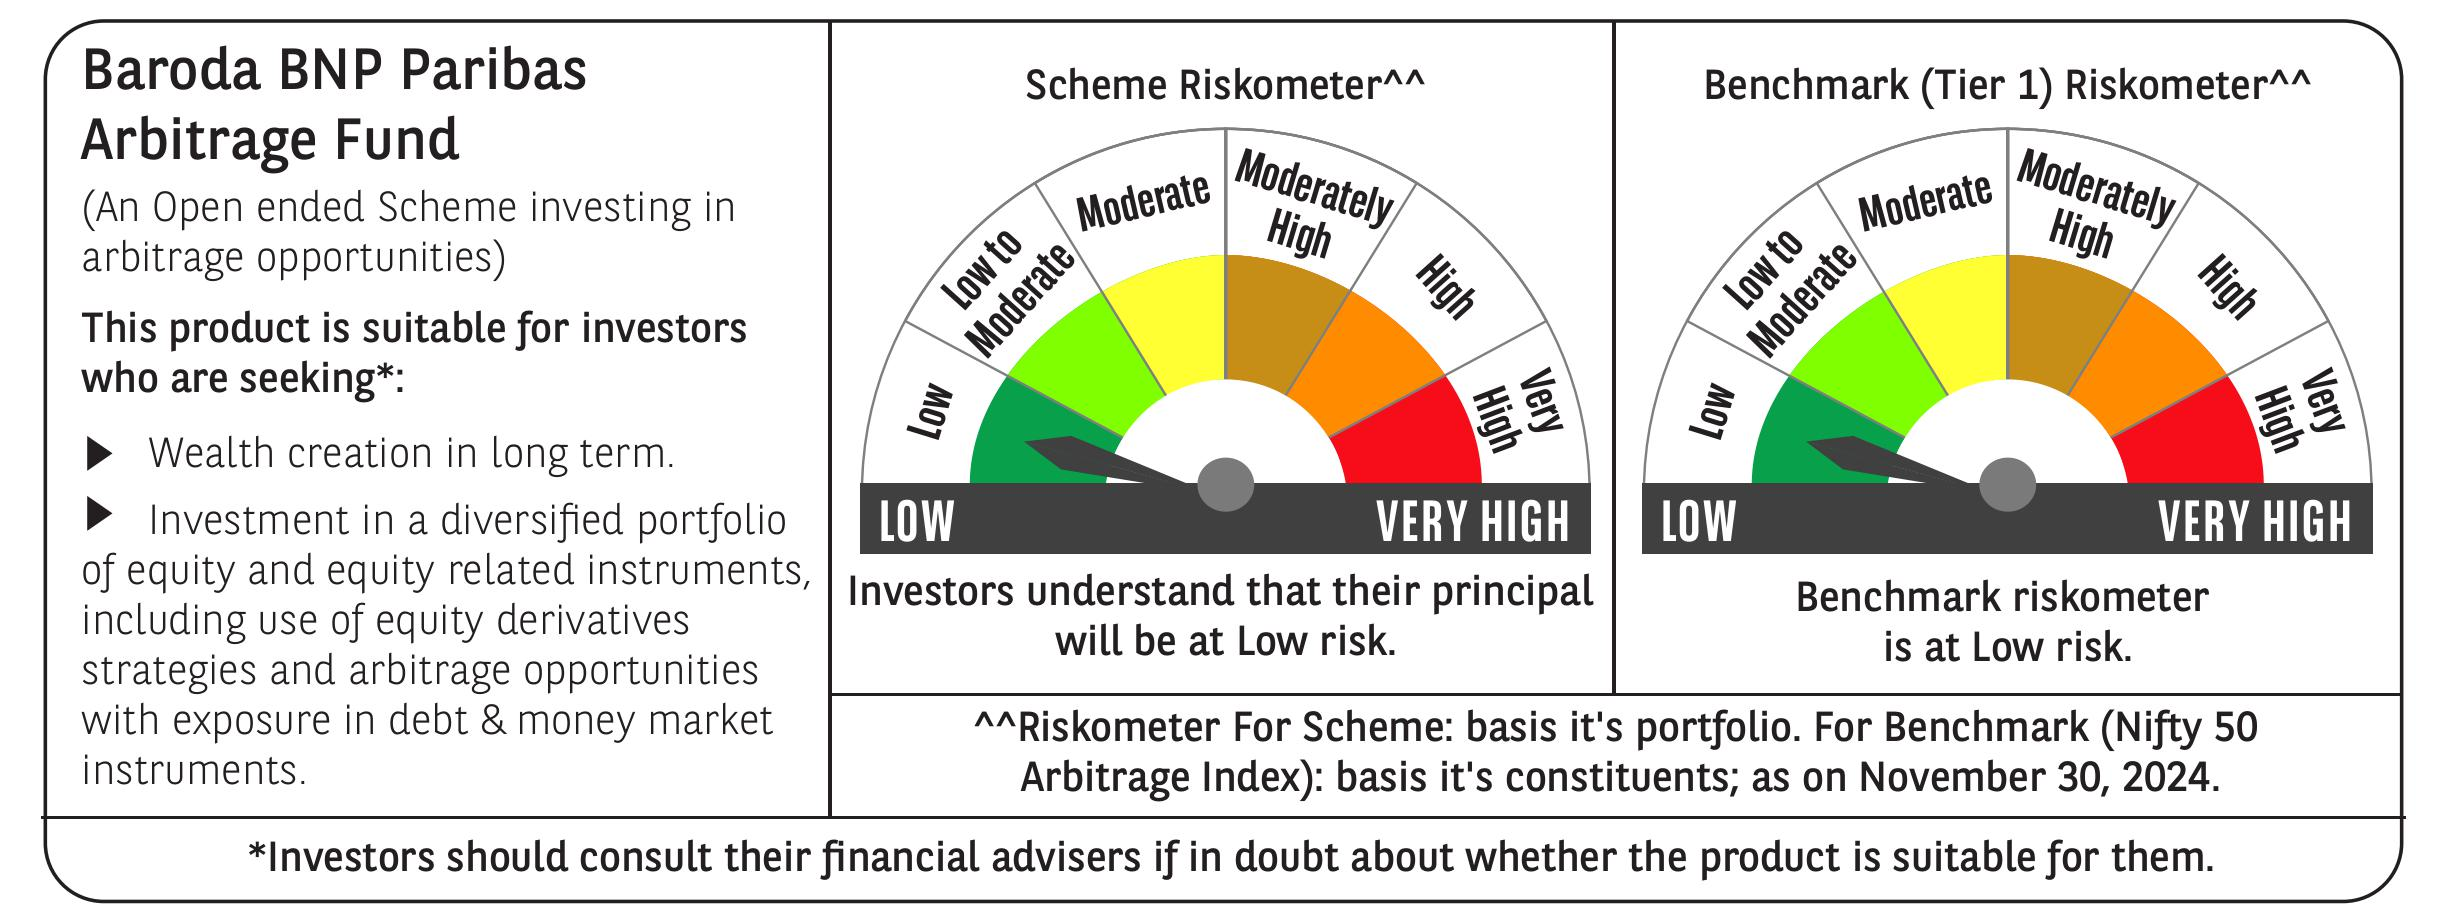 Baroda BNP Paribas
Arbitrage Fund
(An Open ended Scheme investing in
arbitrage opportunities)
This product is suitable for investors
who are seeking*:
▶ Wealth creation in long term.
▶ Investment in a diversified portfolio
of equity and equity related instruments,
including use of equity derivatives
strategies and arbitrage opportunities
with exposure in debt & money market
instruments.
Scheme Riskometer^^
Low
Low to
Moderate
Moderate
Moderately
High
High
Very
High
LOW
VERY HIGH
Investors understand that their principal
will be at Low risk.
Benchmark (Tier 1) Riskometer^^
Low
Low to
Moderate
Moderate
Moderately
High
High
Very
High
LOW
VERY HIGH
Benchmark riskometer
is at Low risk.
^^Riskometer For Scheme: basis it's portfolio. For Benchmark (Nifty 50
Arbitrage Index): basis it's constituents; as on November 30, 2024.
*Investors should consult their financial advisers if in doubt about whether the product is suitable for them.